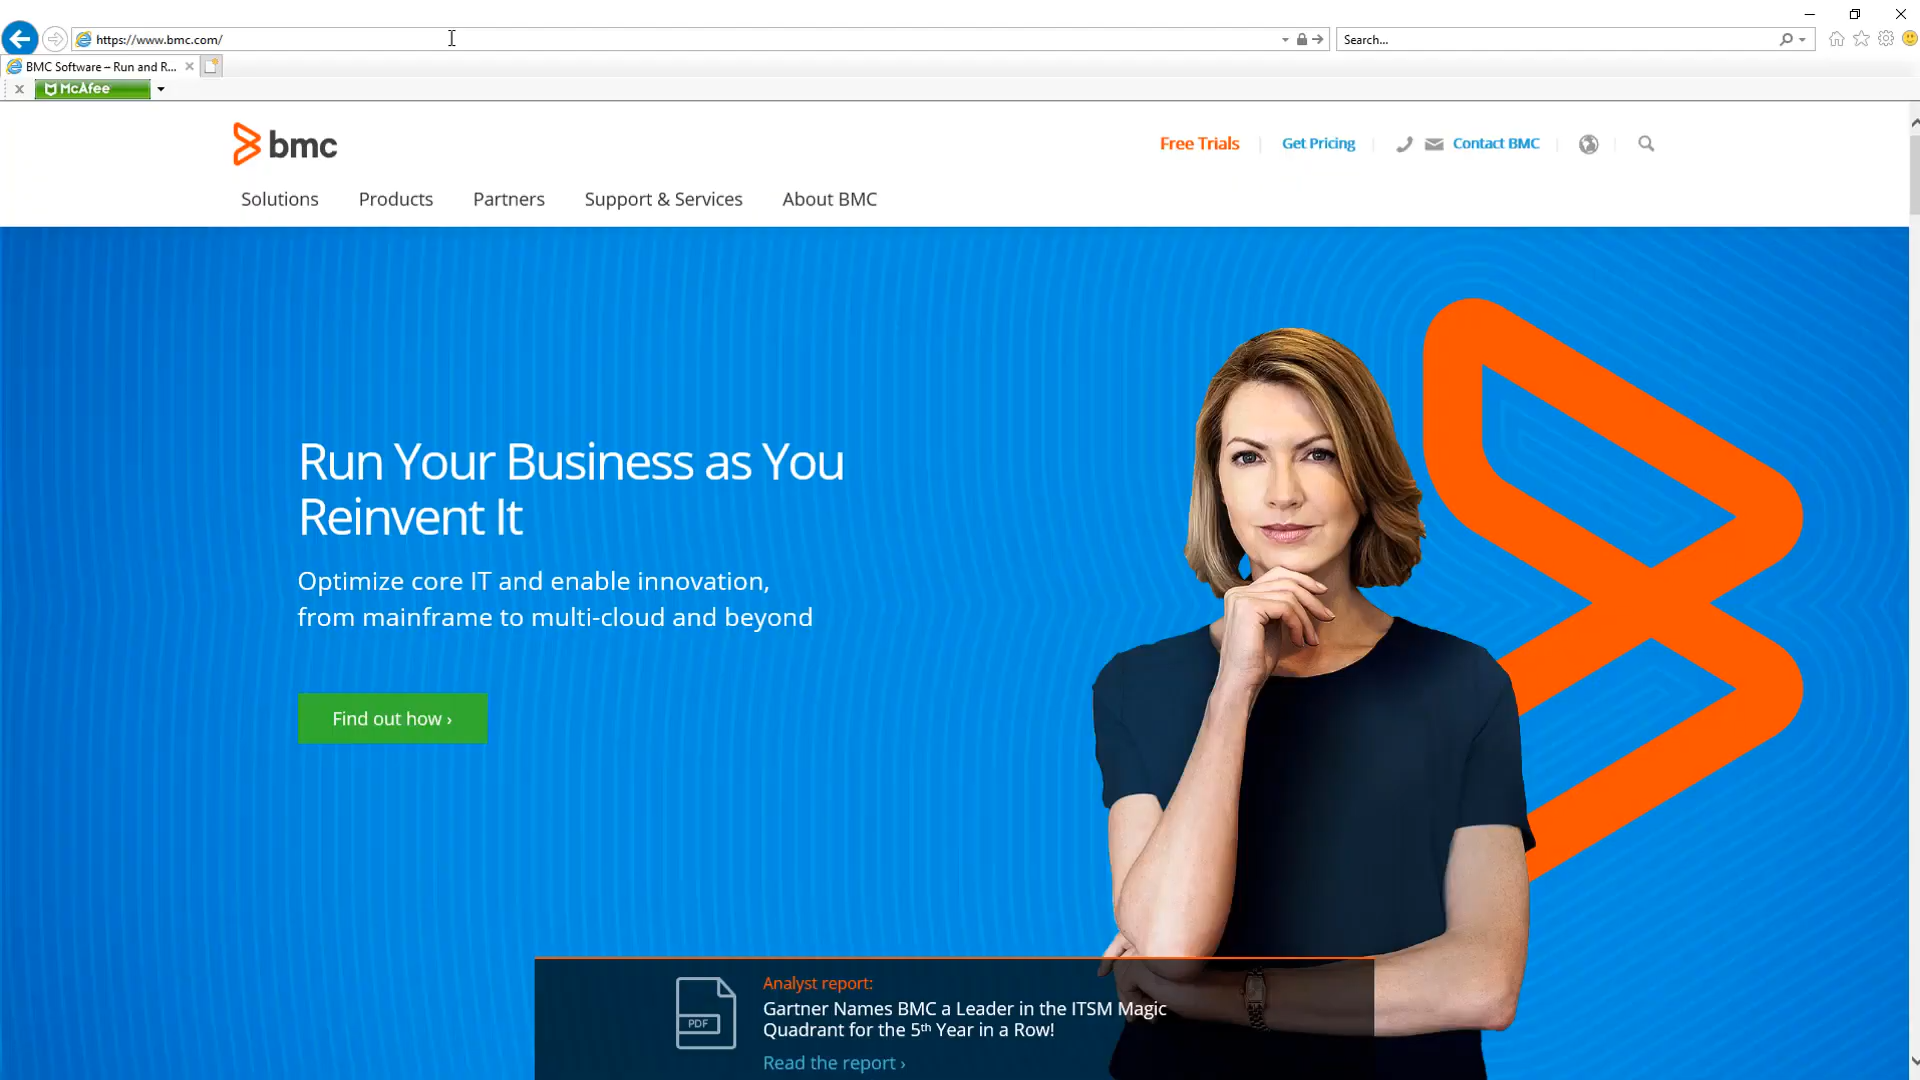 https://www.bmc.com/
Search...
BMC Software – Run and R...
McAfee
bmc
Free Trials
Get Pricing
Contact BMC
Solutions
Products
Partners
Support & Services
About BMC
Run Your Business as You
Reinvent It
Optimize core IT and enable innovation,
from mainframe to multi-cloud and beyond
Find out how ›
PDF
Analyst report:
Gartner Names BMC a Leader in the ITSM Magic
Quadrant for the 5th Year in a Row!
Read the report ›